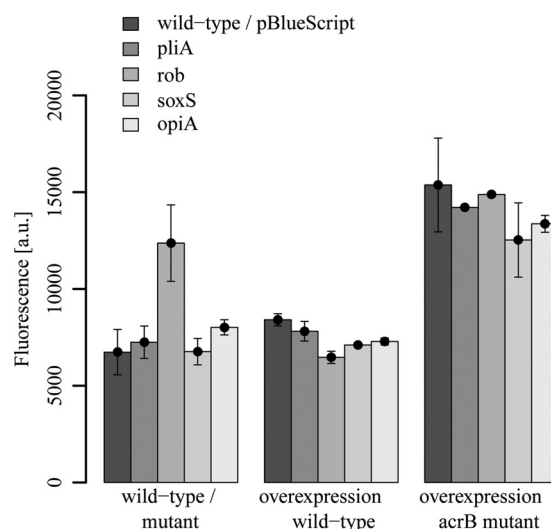 wild−type / pBlueScript
pliA
rob
soxS
opiA
Fluorescence [a.u.]
20000
15000
10000
5000
0
wild−type / overexpression overexpression
mutant wild−type acrB mutant